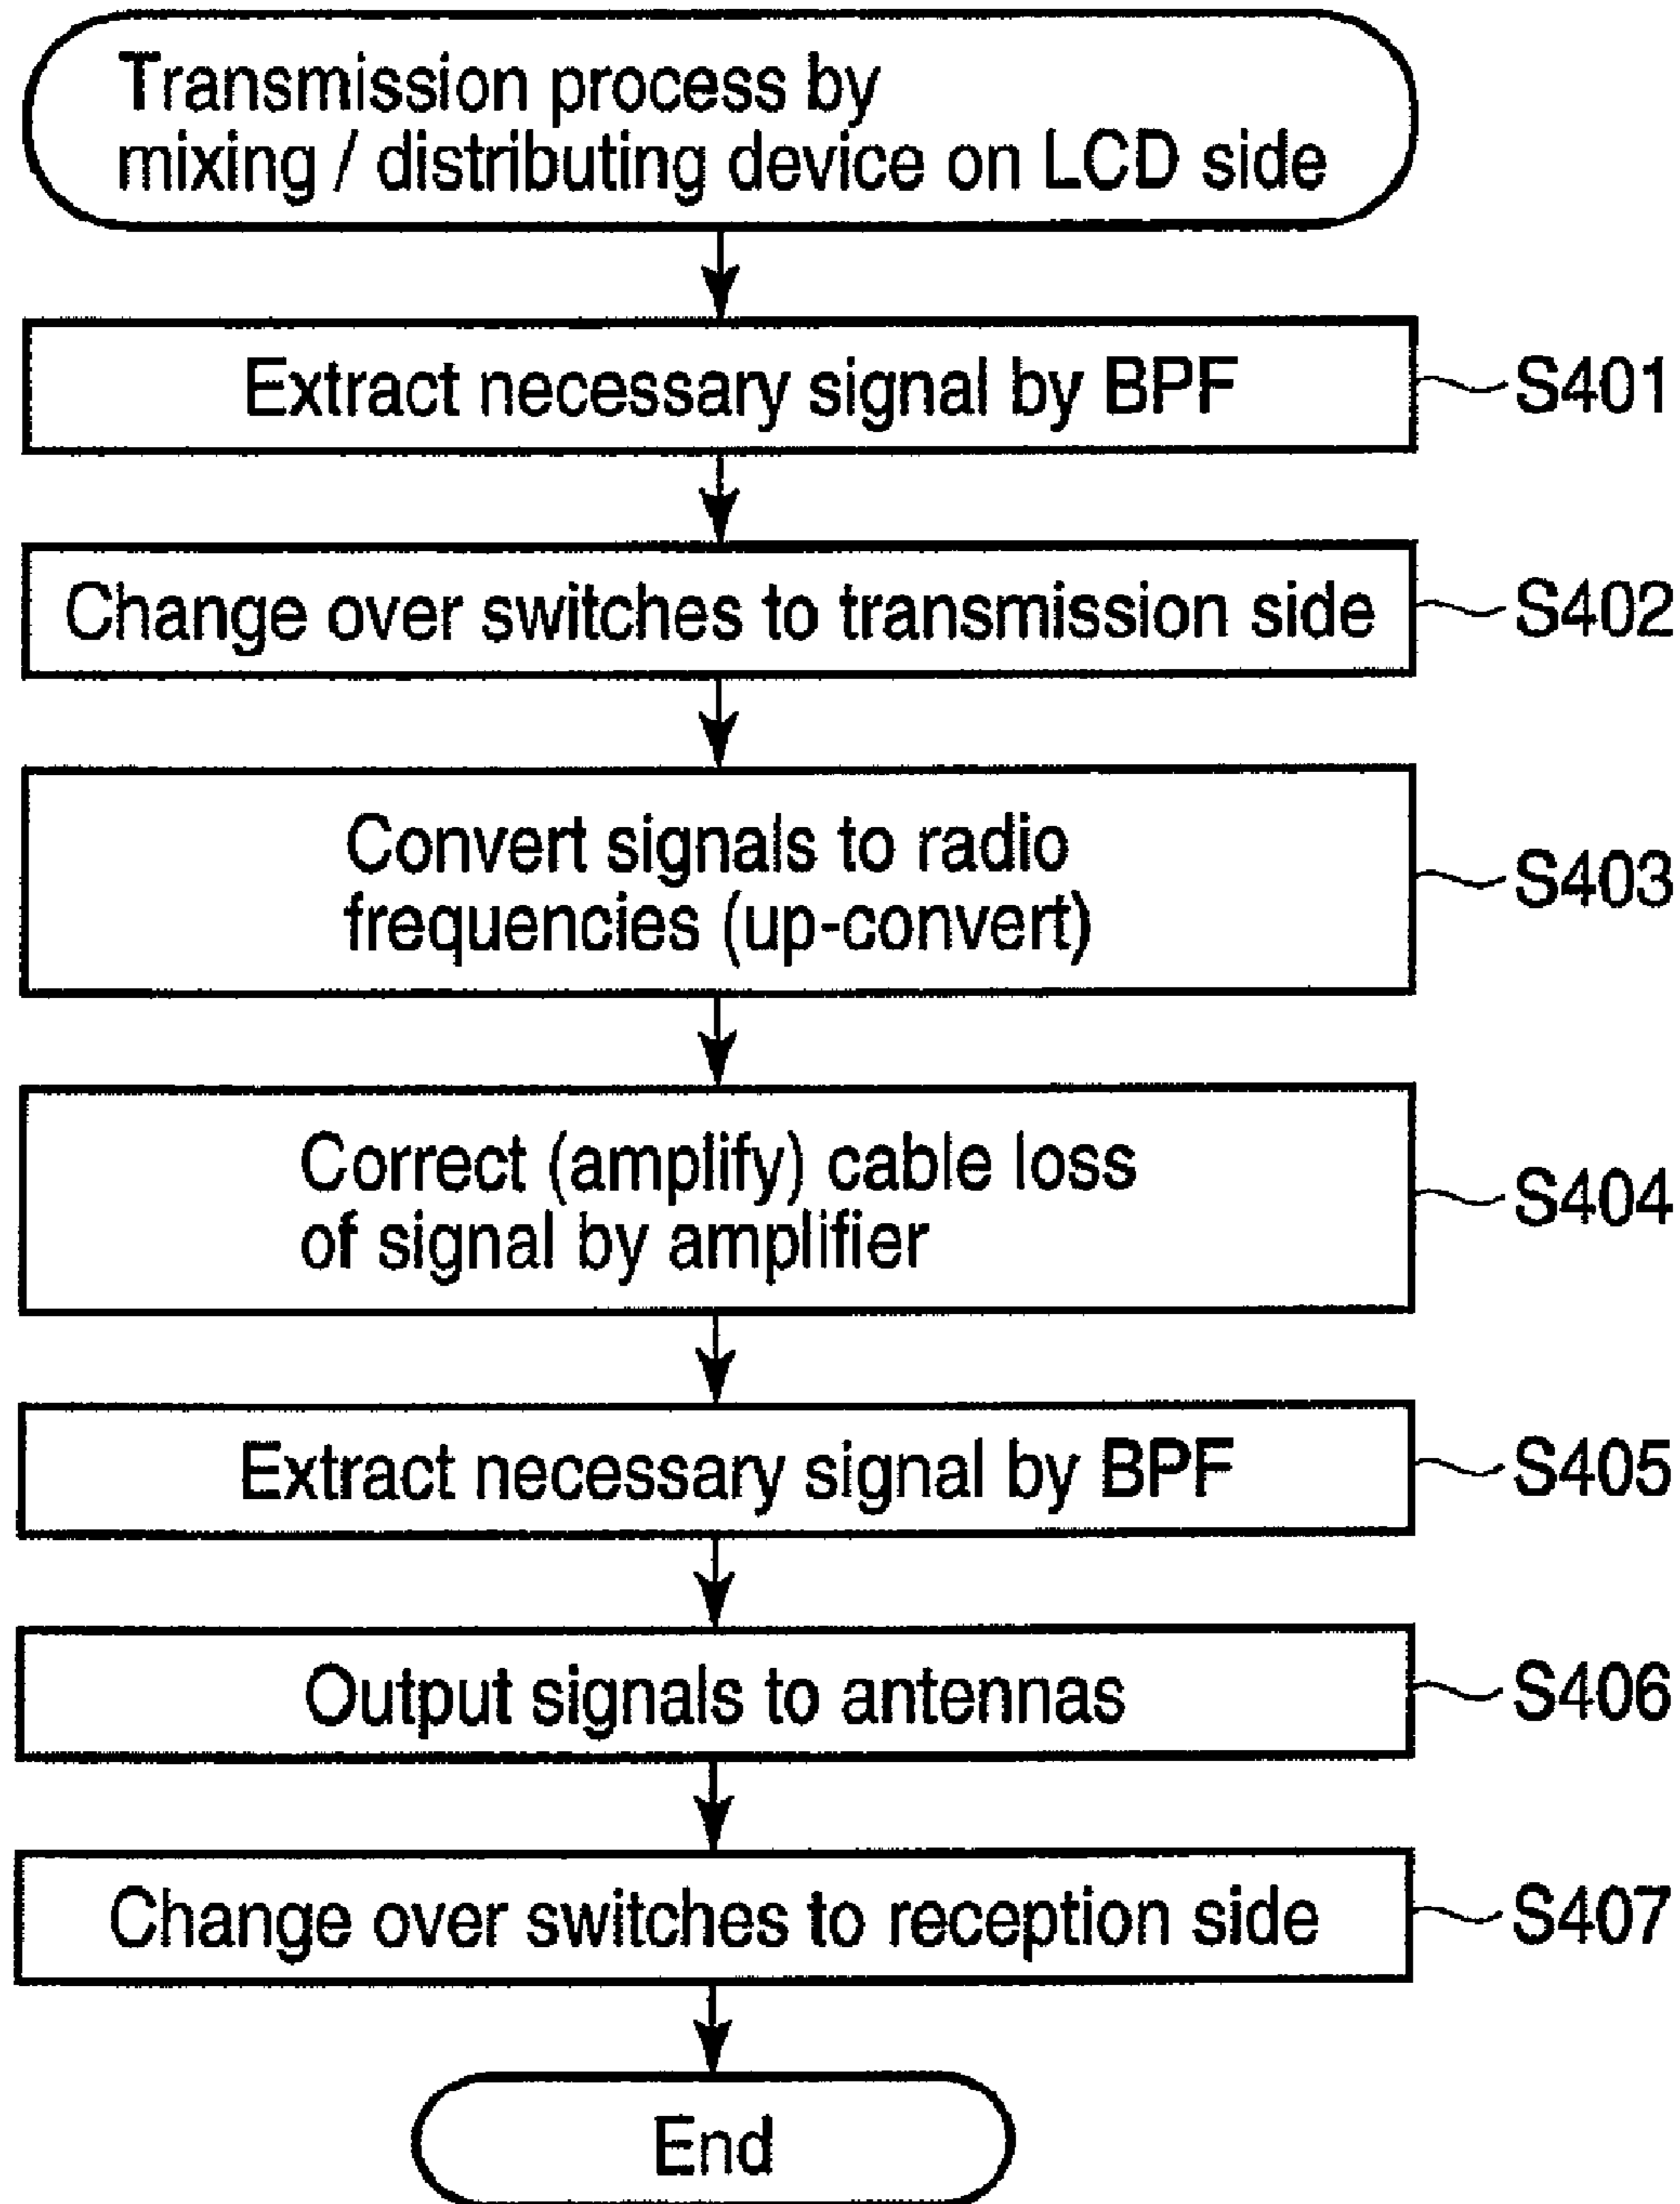 Transmission process by
mixing / distributing device on LCD side
Extract necessary signal by BPF
S401
Change over switches to transmission side
S402
Convert signals to radio
frequencies (up-convert)
S403
Correct (amplify) cable loss
of signal by amplifier
S404
Extract necessary signal by BPF
S405
Output signals to antennas
S406
Change over switches to reception side
S407
End